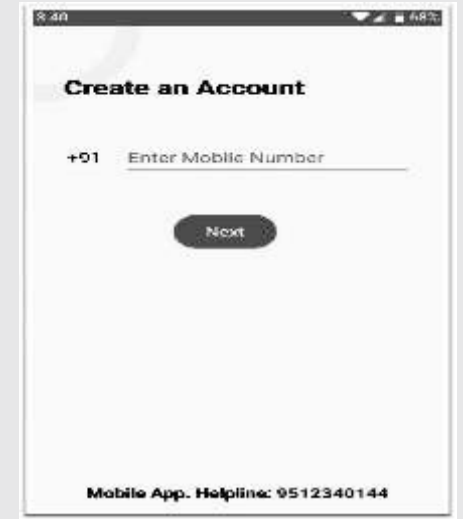 8:40 68%
Create an Account
+91 Enter Mobile Number
Next
Mobile App. Helpline: 9512340144